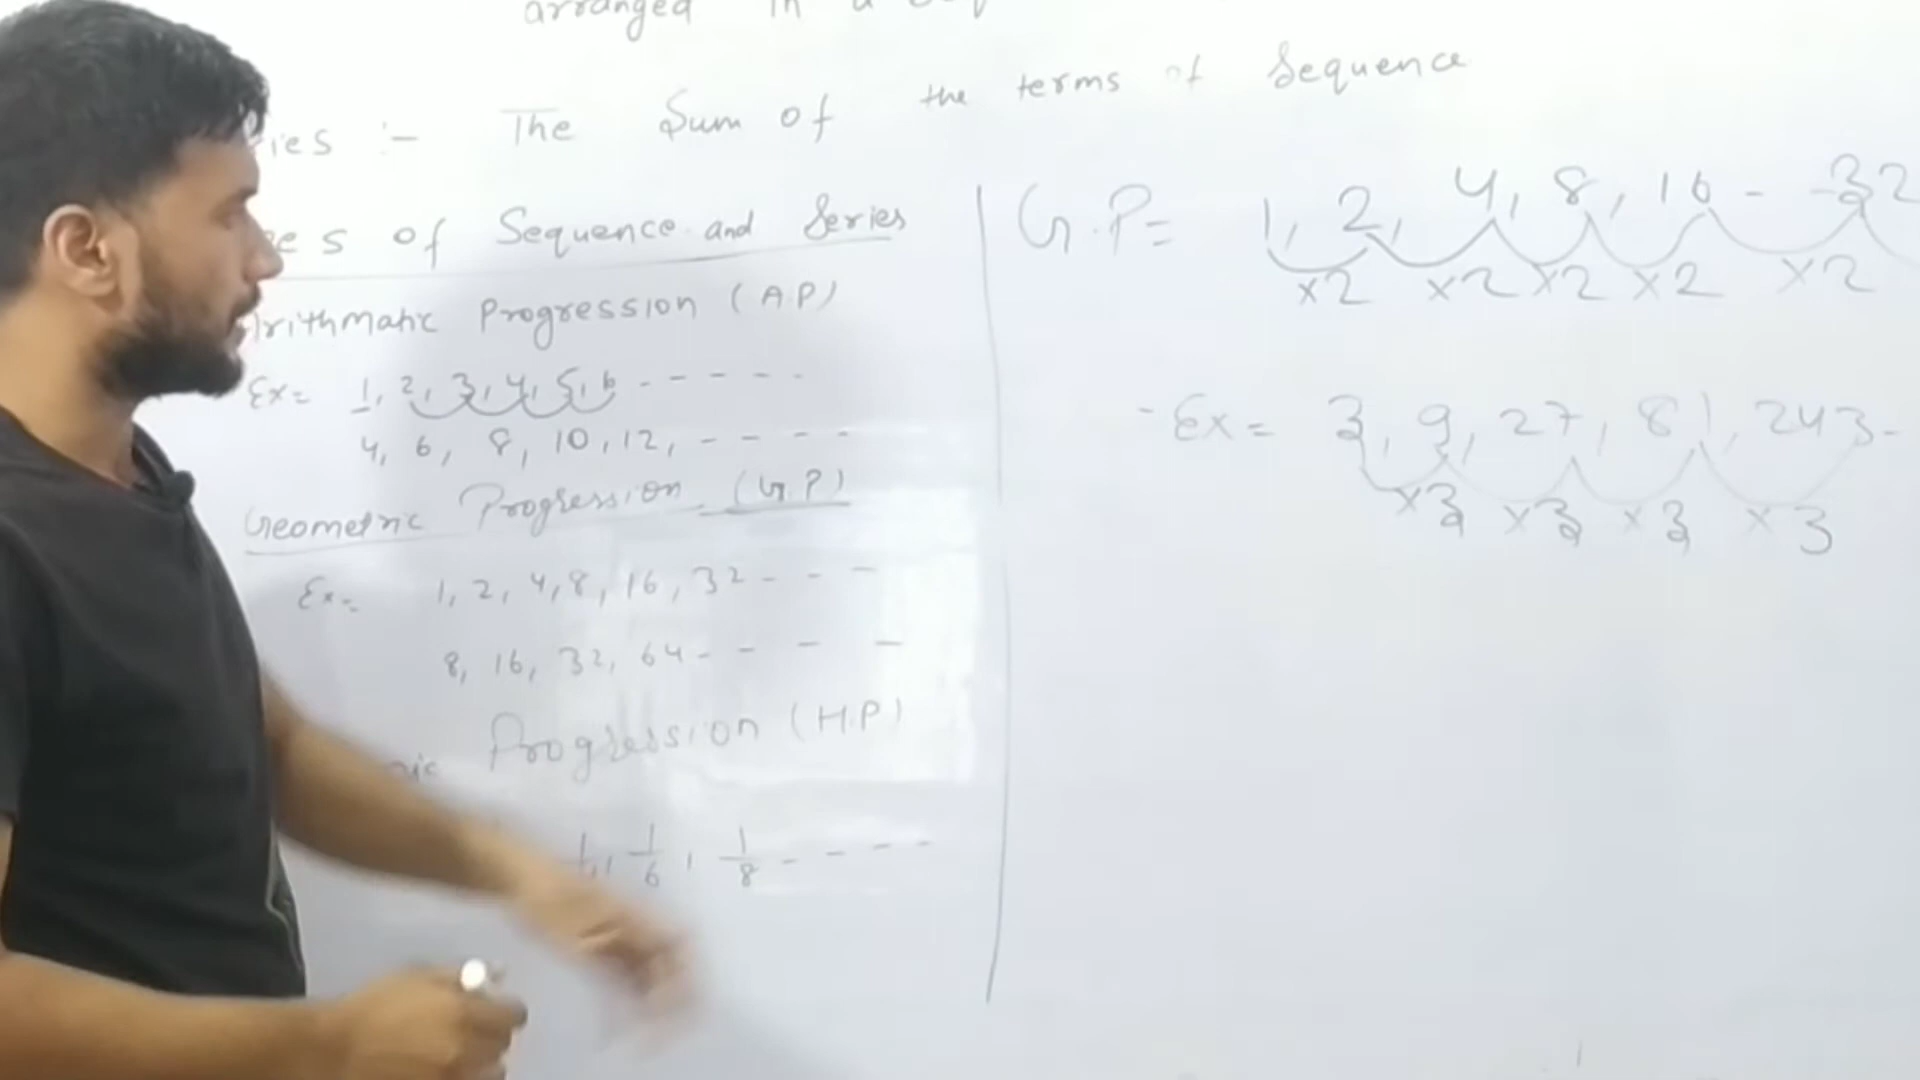 arranged in a
The Sum of the terms of Sequence
of Sequence and Series
Arithmatic Progression (A.P)
Ex= 1, 2, 3, 4, 5, 6 - - - - - -
4, 6, 8, 10, 12, - - - -
Geometric Progression (G.P)
Ex= 1, 2, 4, 8, 16, 32 - - -
8, 16, 32, 64 - - - -
Progression (H.P)
1/6, 1/8 - - - -
G.P= 1, 2, 4, 8, 16 - - 32
×2 ×2 ×2 ×2 ×2
Ex= 3, 9, 27, 81, 243 -
×3 ×3 ×3 ×3